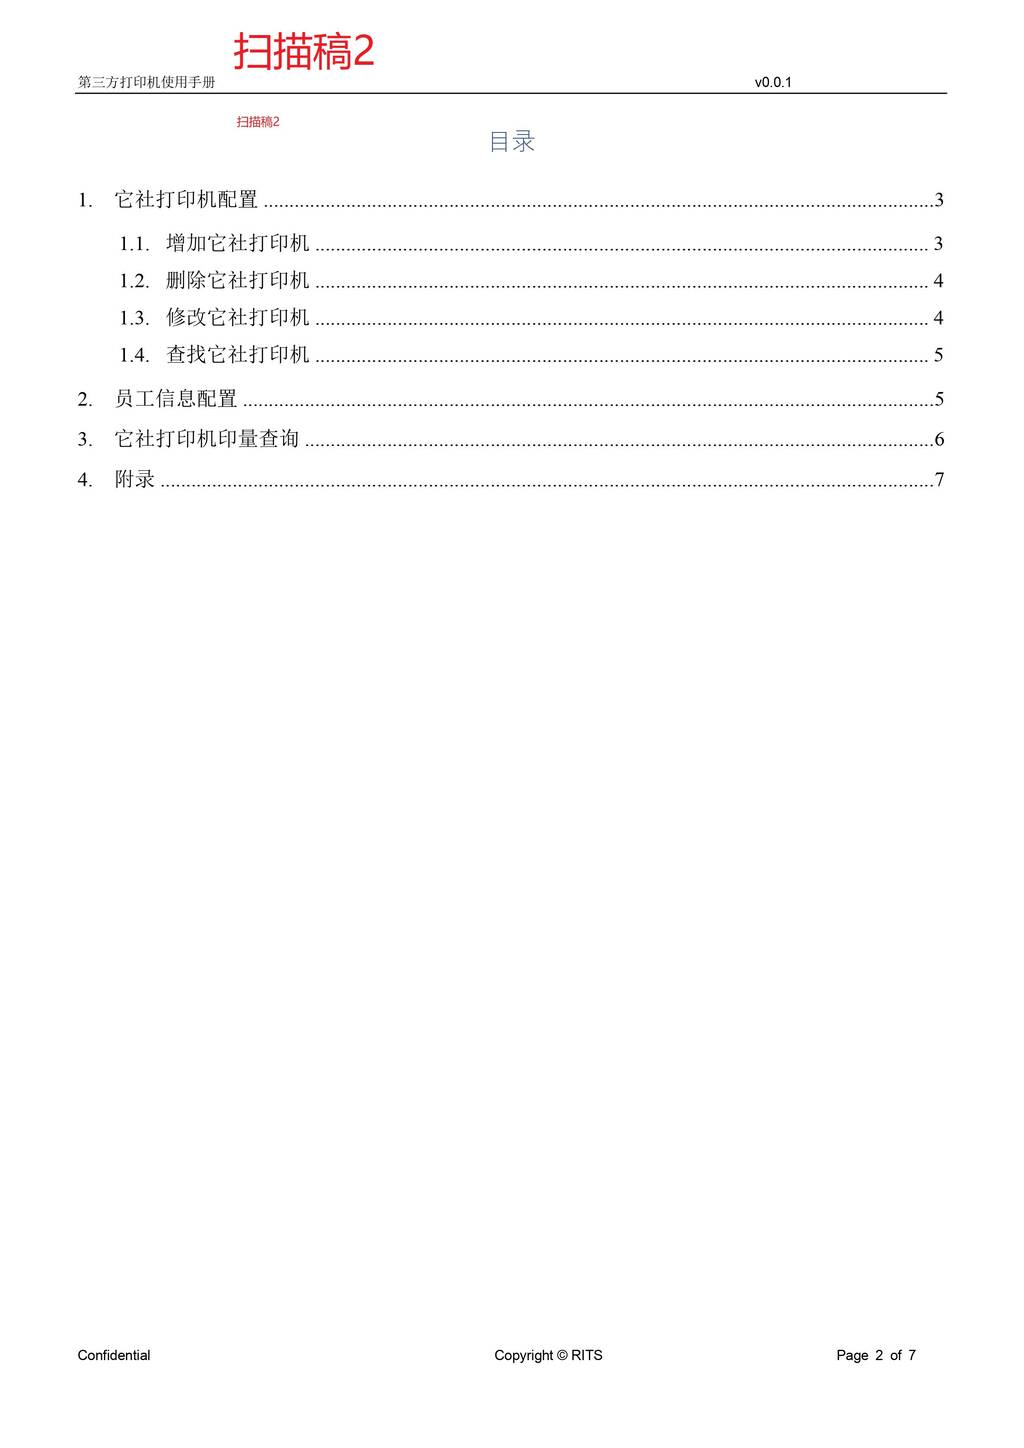 扫描稿2
第三方打印机使用手册 v0.0.1
扫描稿2
目录
1. 它社打印机配置 ........................................ 3
1.1. 增加它社打印机 ........................................ 3
1.2. 删除它社打印机 ........................................ 4
1.3. 修改它社打印机 ........................................ 4
1.4. 查找它社打印机 ........................................ 5
2. 员工信息配置 ........................................ 5
3. 它社打印机印量查询 ........................................ 6
4. 附录 ........................................ 7
Confidential Copyright © RITS Page 2 of 7